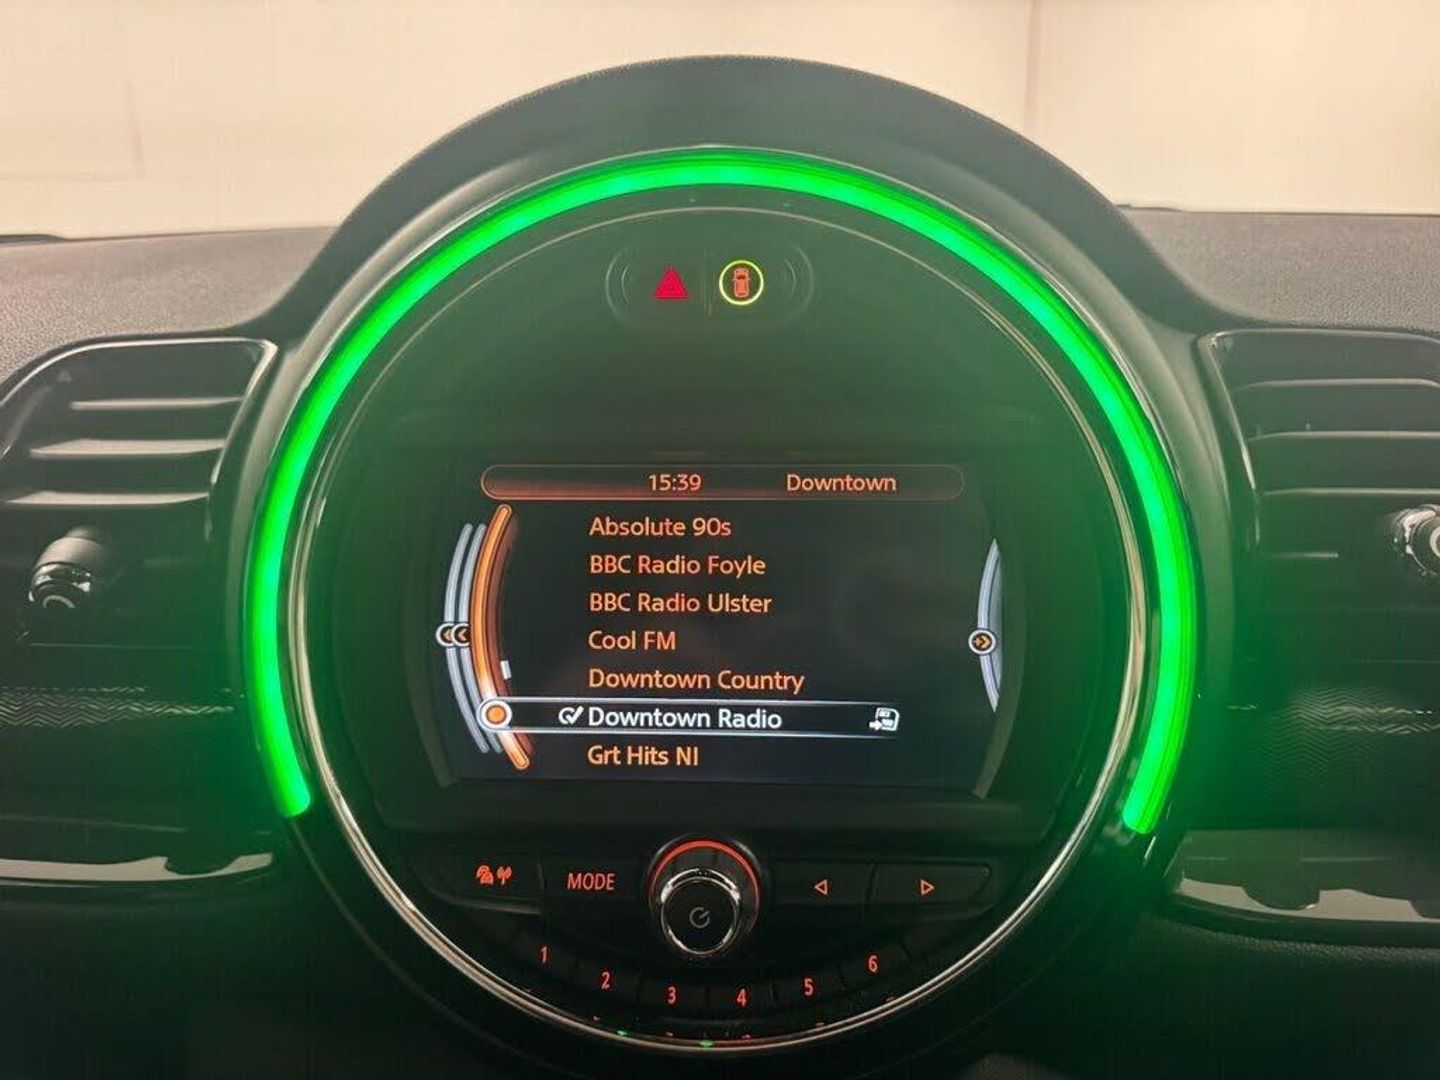 15:39 Downtown
Absolute 90s
BBC Radio Foyle
BBC Radio Ulster
Cool FM
Downtown Country
Downtown Radio
Grt Hits NI
MODE
1 2 3 4 5 6